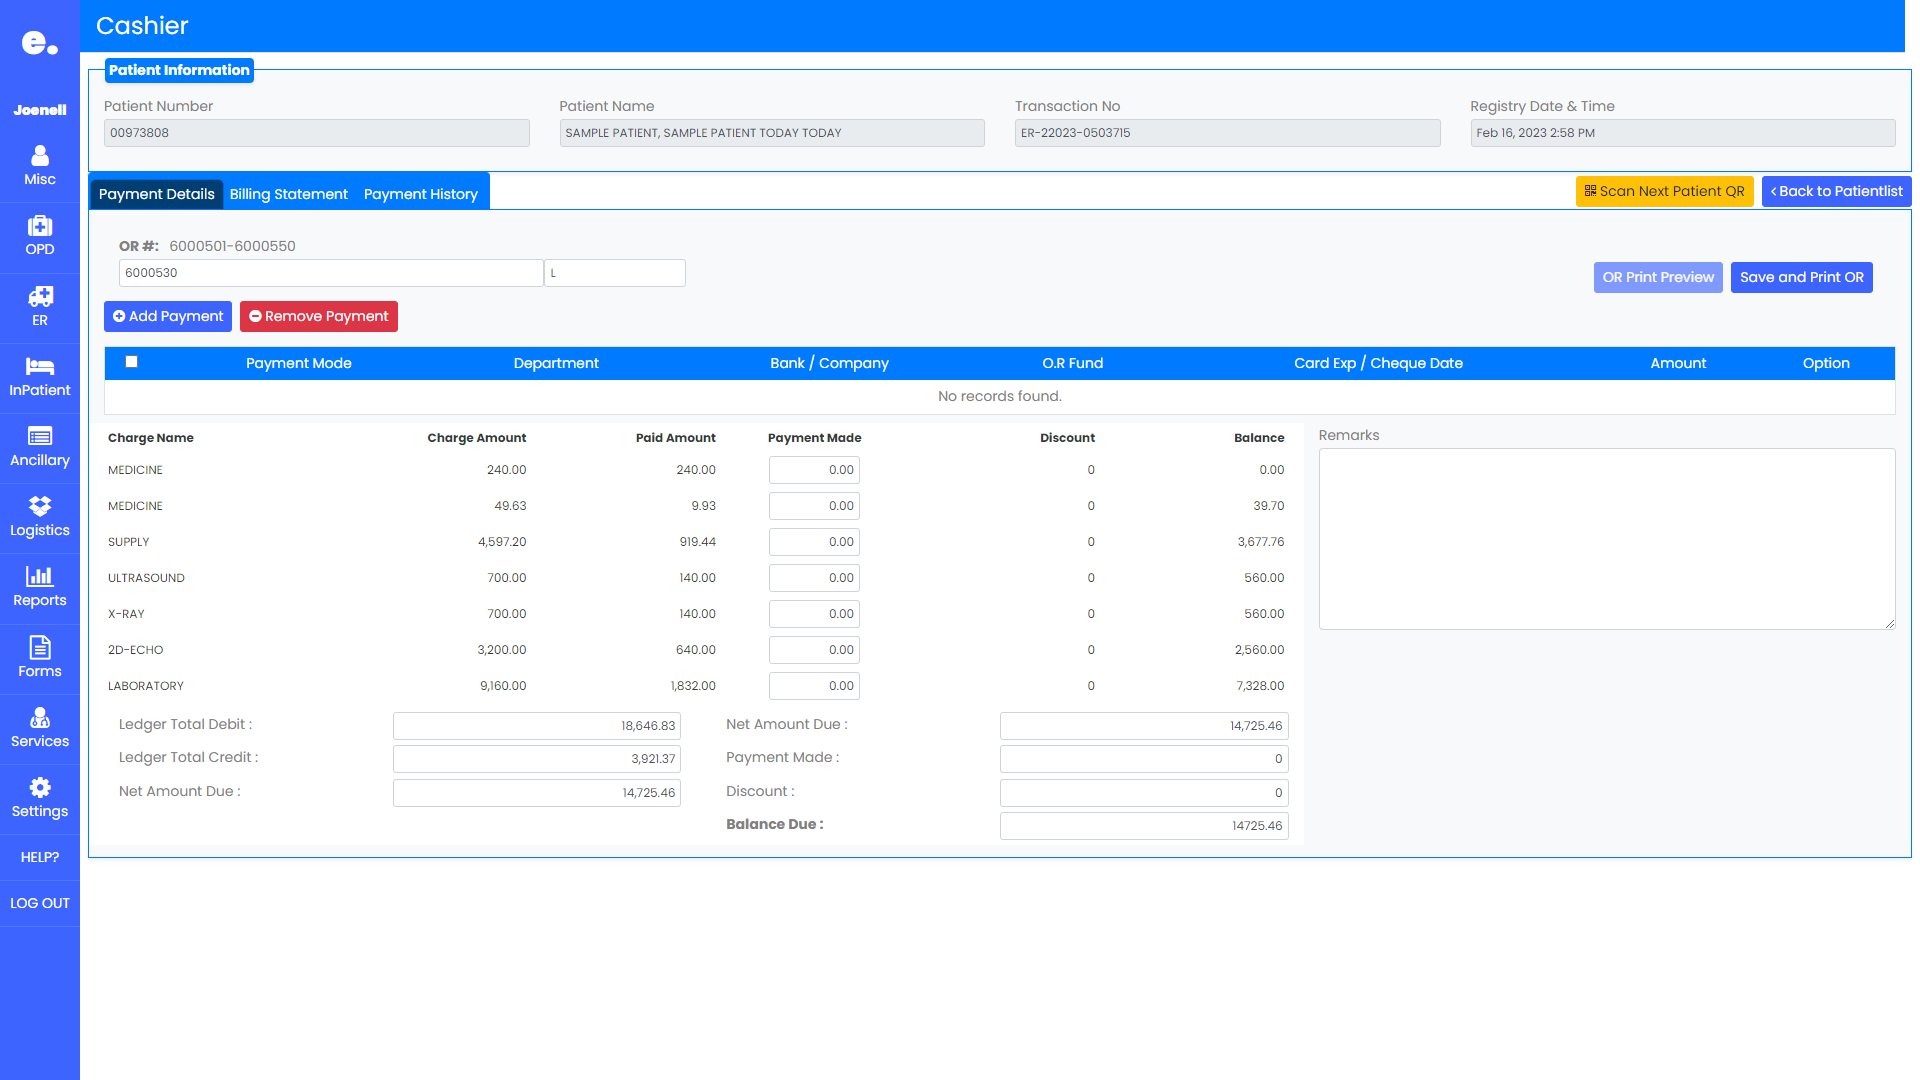 e.
Cashier
Joenell
Misc
OPD
ER
InPatient
Ancillary
Logistics
Reports
Forms
Services
Settings
HELP?
LOG OUT
Patient Information
Patient Number Patient Name Transaction No Registry Date & Time
00973808 SAMPLE PATIENT, SAMPLE PATIENT TODAY TODAY ER-22023-0503715 Feb 16, 2023 2:58 PM
Payment Details Billing Statement Payment History Scan Next Patient QR Back to Patientlist
OR #: 6000501-6000550
6000530 L OR Print Preview Save and Print OR
Add Payment Remove Payment
Payment Mode Department Bank / Company O.R Fund Card Exp / Cheque Date Amount Option
No records found.
Charge Name Charge Amount Paid Amount Payment Made Discount Balance Remarks
MEDICINE 240.00 240.00 0.00 0 0.00
MEDICINE 49.63 9.93 0.00 0 39.70
SUPPLY 4,597.20 919.44 0.00 0 3,677.76
ULTRASOUND 700.00 140.00 0.00 0 560.00
X-RAY 700.00 140.00 0.00 0 560.00
2D-ECHO 3,200.00 640.00 0.00 0 2,560.00
LABORATORY 9,160.00 1,832.00 0.00 0 7,328.00
Ledger Total Debit : 18,646.83 Net Amount Due : 14,725.46
Ledger Total Credit : 3,921.37 Payment Made : 0
Net Amount Due : 14,725.46 Discount : 0
Balance Due : 14725.46